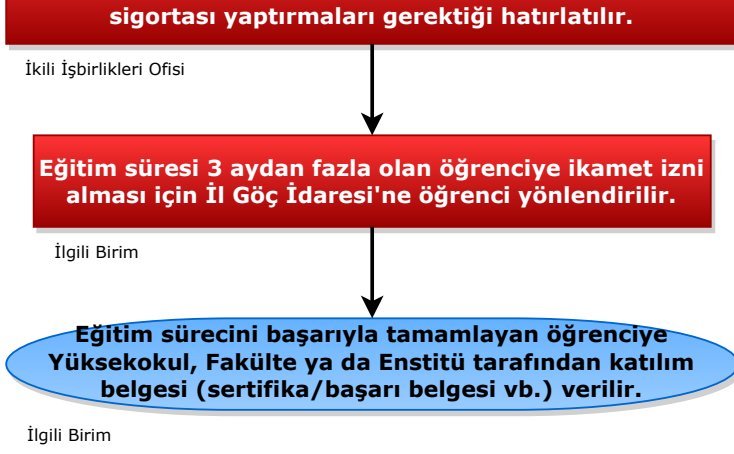 sigortası yaptırmaları gerektiği hatırlatılır.
İkili İşbirlikleri Ofisi
Eğitim süresi 3 aydan fazla olan öğrenciye ikamet izni
alması için İl Göç İdaresi'ne öğrenci yönlendirilir.
İlgili Birim
Eğitim sürecini başarıyla tamamlayan öğrenciye
Yüksekokul, Fakülte ya da Enstitü tarafından katılım
belgesi (sertifika/başarı belgesi vb.) verilir.
İlgili Birim